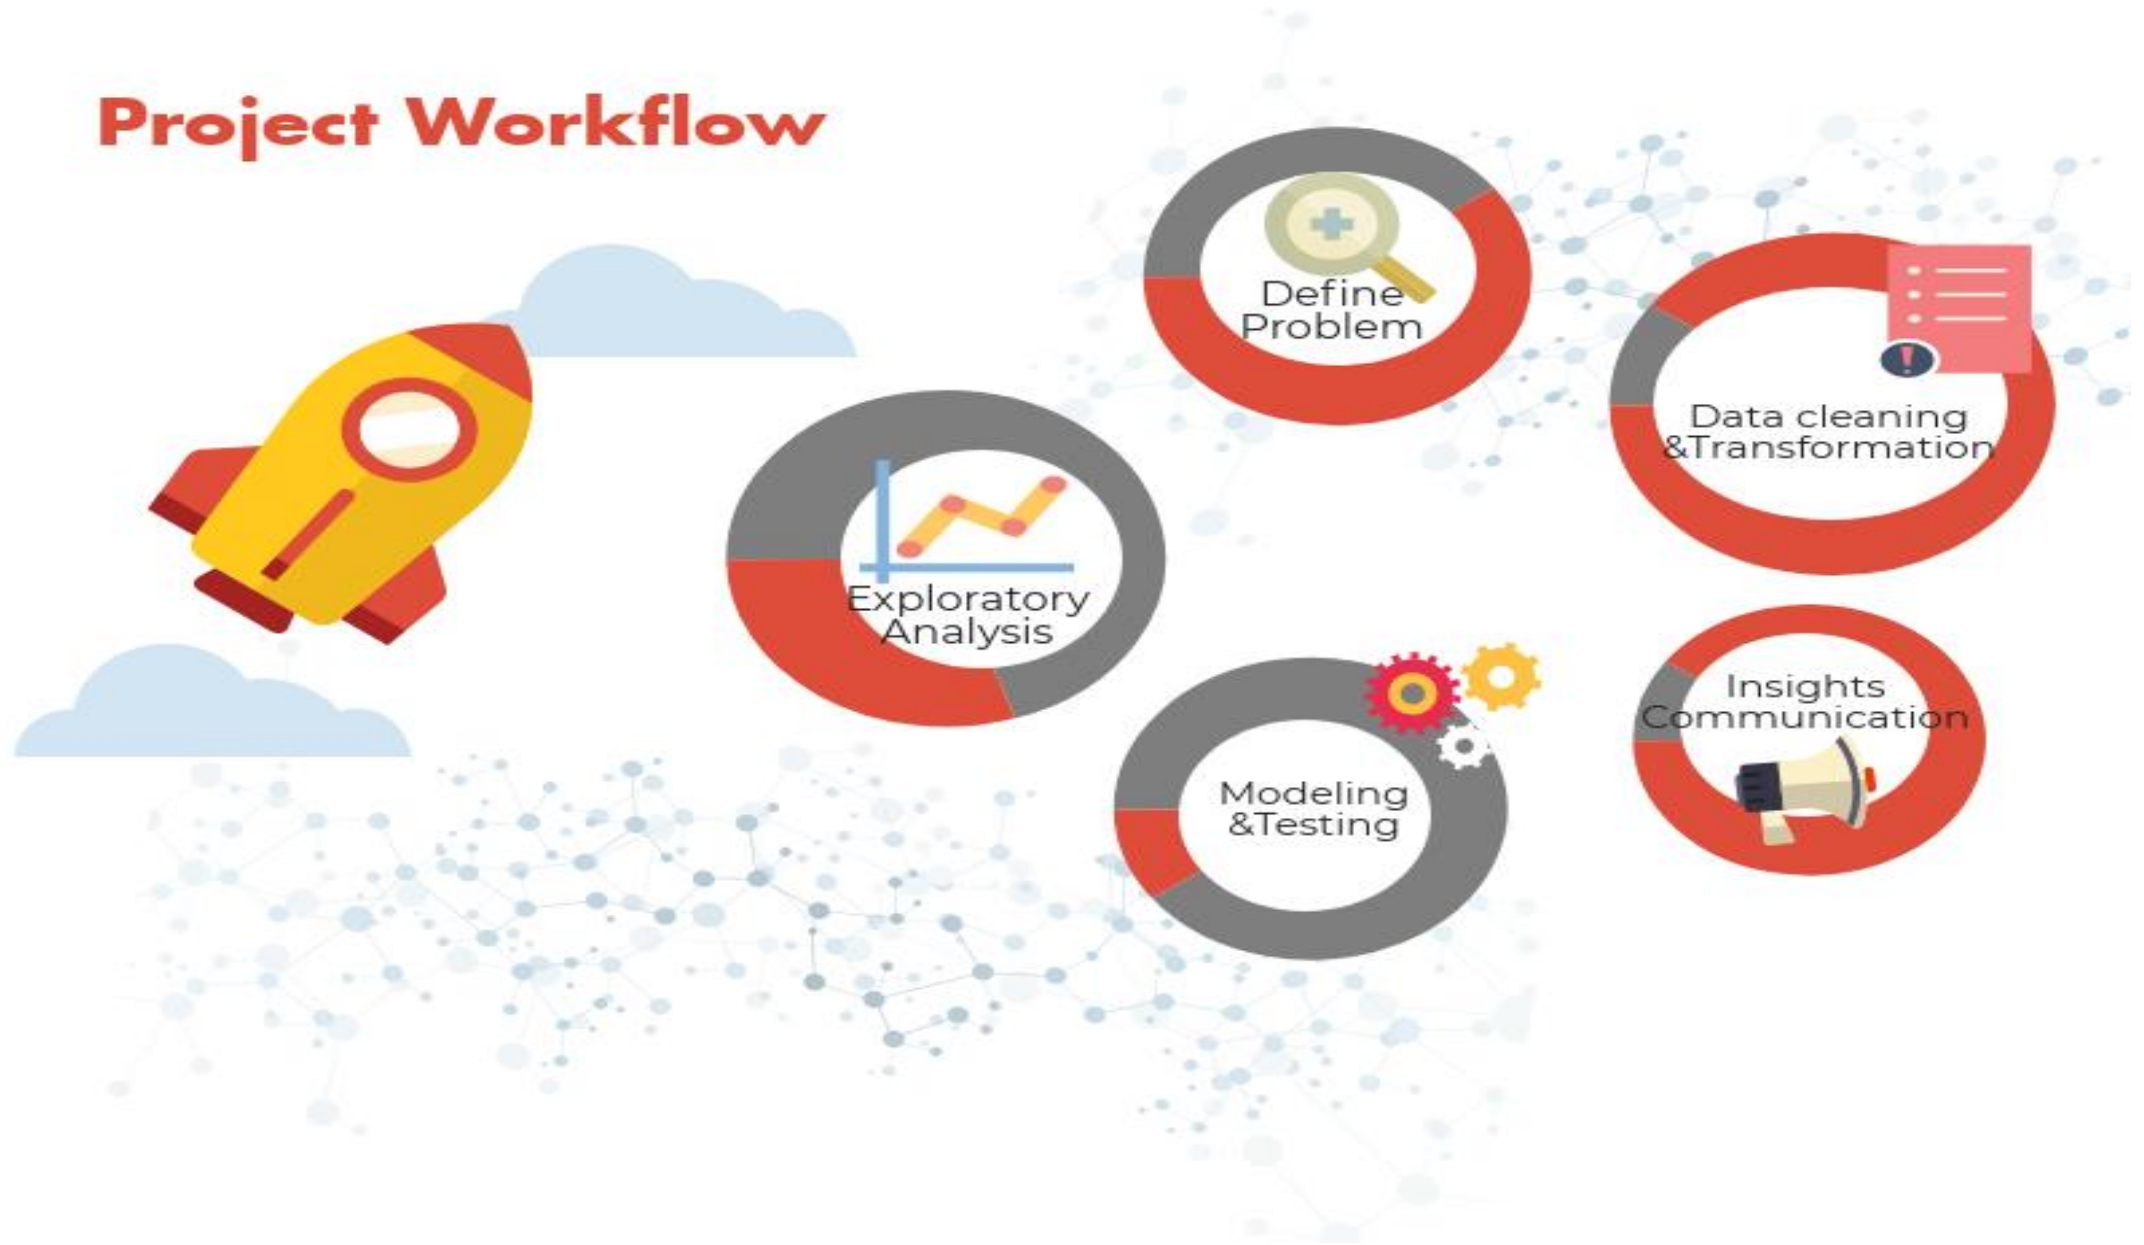 Project Workflow
Define
Problem
Data cleaning
&Transformation
Exploratory
Analysis
Modeling
&Testing
Insights
Communication